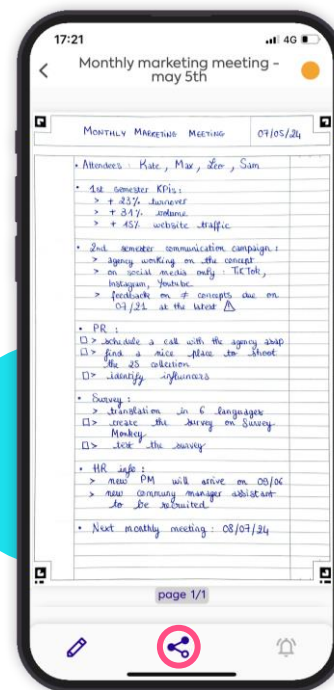 17:21 4G
Monthly marketing meeting -
may 5th
MONTHLY MARKETING MEETING 07/05/24
• Attendees : Kate, Max, Leo, Sam
• 1st semester KPIs :
> + 23% turnover
> + 31% volume
> + 15% website traffic
• 2nd semester communication campaign :
> agency working on the concept
> on social media only : TikTok,
Instagram, Youtube
> feedback on ≠ concepts due on
07/21 at the latest ⚠
• PR :
□> schedule a call with the agency asap
□> find a nice place to shoot
the 25 collection
□> identify influencers
• Survey :
> translation in 6 languages
□> create the survey on Survey
Monkey
□> test the survey
• HR info :
> new PM will arrive on 09/06
> new commung manager assistant
to be recruited
• Next monthly meeting : 08/07/24
page 1/1